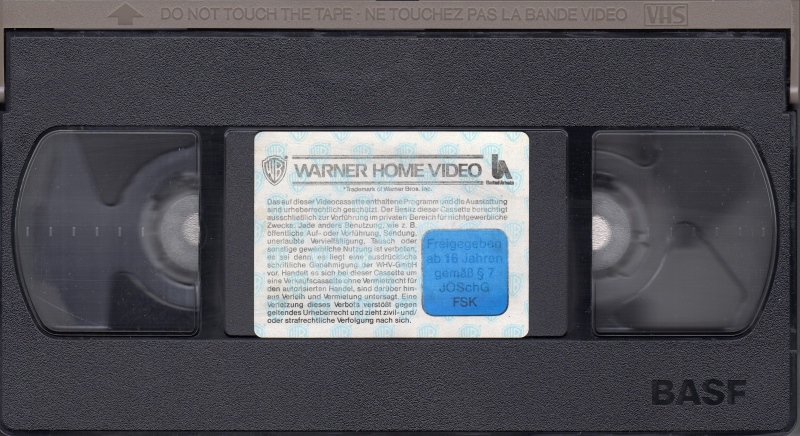 DO NOT TOUCH THE TAPE · NE TOUCHEZ PAS LA BANDE VIDEO VHS
WB WARNER HOME VIDEO
United Artists
*Trademark of Warner Bros. Inc.
Das auf dieser Videocassette enthaltene Programm und die Ausstattung
sind urheberrechtlich geschützt. Der Besitz dieser Cassette berechtigt
ausschließlich zur Vorführung im privaten Bereich für nichtgewerbliche
Zwecke. Jede andere Benutzung, wie z. B.
öffentliche Auf- oder Vorführung, Sendung,
unerlaubte Vervielfältigung, Tausch oder
sonstige gewerbliche Nutzung ist verboten,
es sei denn, es liegt eine ausdrückliche
schriftliche Genehmigung der WHV-GmbH
vor. Handelt es sich bei dieser Cassette um
eine Verkaufscassette ohne Vermietrecht für
den autorisierten Handel, sind darüber hin-
aus Verleih und Vermietung untersagt. Eine
Verletzung dieses Verbots verstößt gegen
geltendes Urheberrecht und zieht zivil- und/
oder strafrechtliche Verfolgung nach sich.
Freigegeben
ab 16 Jahren
gemäß § 7
JÖSchG
FSK
BASF